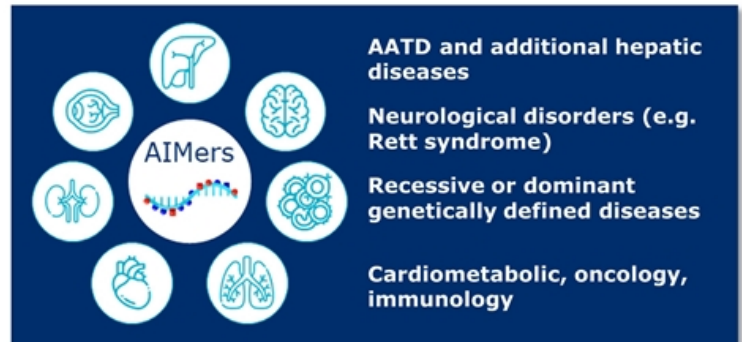 AIMers
AATD and additional hepatic
diseases
Neurological disorders (e.g.
Rett syndrome)
Recessive or dominant
genetically defined diseases
Cardiometabolic, oncology,
immunology